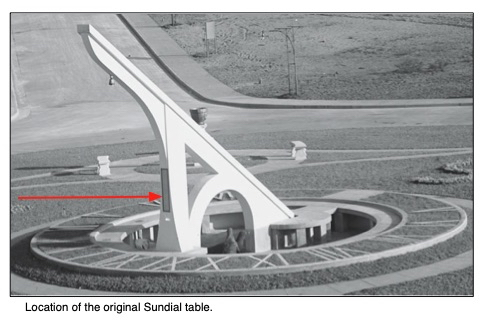 Location of the original Sundial table.